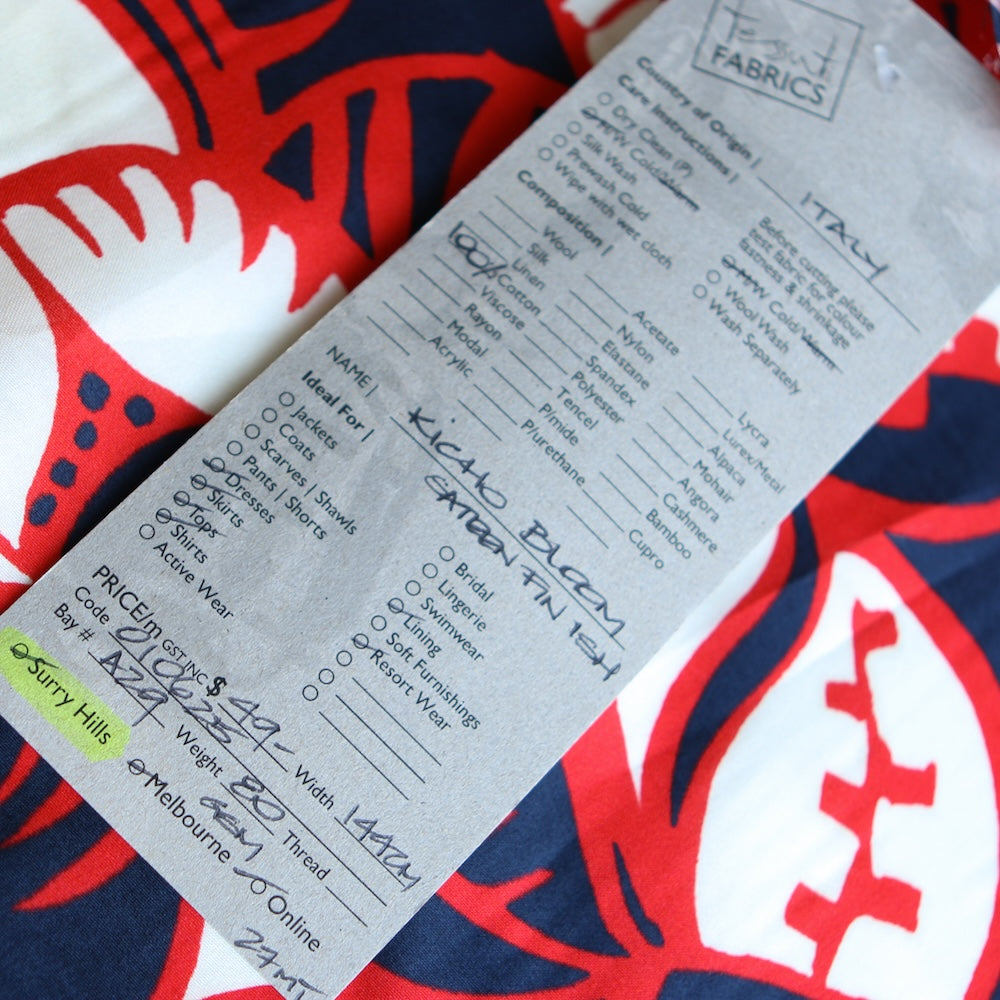 Tessuti
FABRICS
Country of Origin | ITALY
Care Instructions |
Dry Clean (P)
M/W Cold/Warm
Silk Wash
Prewash Cold
Wipe with wet cloth
Before cutting please
test fabric for colour
fastness & shrinkage
H/W Cold/Warm
Wool Wash
Wash Separately
Composition |
Wool
Silk
Linen
100% Cotton
Viscose
Rayon
Modal
Acrylic
Acetate
Nylon
Elastane
Spandex
Polyester
Tencel
P/mide
P/urethane
Lycra
Lurex/Metal
Alpaca
Mohair
Angora
Cashmere
Bamboo
Cupro
NAME | KICHO BLOOM
SATEEN FINISH
Ideal For |
Jackets
Coats
Scarves | Shawls
Pants | Shorts
Dresses
Skirts
Tops
Shirts
Active Wear
Bridal
Lingerie
Swimwear
Lining
Soft Furnishings
Resort Wear
PRICE/m GST INC. $ 49- Width 144CM
Code 010625 Weight 80 Thread
Bay # A29
Surry Hills Melbourne Online
GEM 27MT